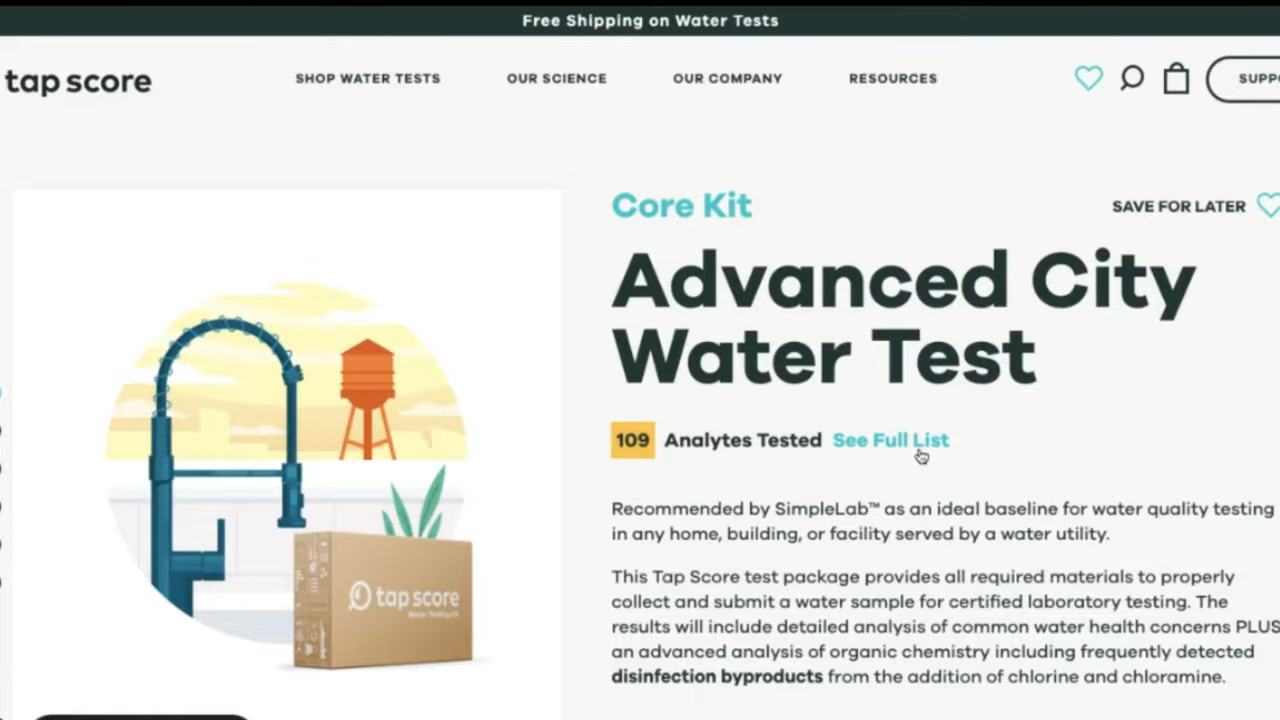 Free Shipping on Water Tests
tap score
SHOP WATER TESTS
OUR SCIENCE
OUR COMPANY
RESOURCES
SUPPO
Core Kit
SAVE FOR LATER
Advanced City
Water Test
109 Analytes Tested See Full List
Recommended by SimpleLab™ as an ideal baseline for water quality testing
in any home, building, or facility served by a water utility.
This Tap Score test package provides all required materials to properly
collect and submit a water sample for certified laboratory testing. The
results will include detailed analysis of common water health concerns PLUS
an advanced analysis of organic chemistry including frequently detected
disinfection byproducts from the addition of chlorine and chloramine.
tap score
Water Testing Kit